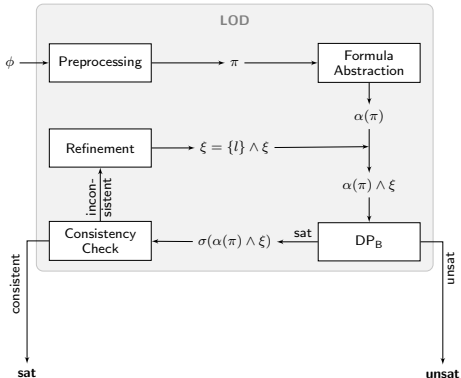 LOD
ϕ
Preprocessing
π
Formula
Abstraction
α(π)
Refinement
ξ = {l} ∧ ξ
incon-
sistent
α(π) ∧ ξ
Consistency
Check
σ(α(π) ∧ ξ)
sat
DP_B
consistent
unsat
sat
unsat